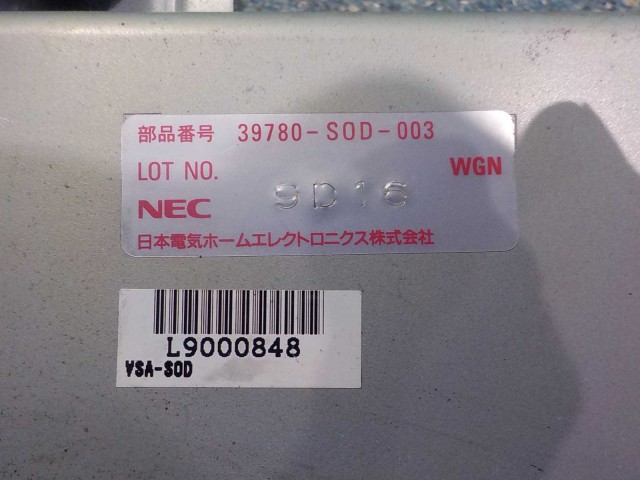 部品番号 39780-SOD-003
LOT NO. 9D16 WGN
NEC
日本電気ホームエレクトロニクス株式会社
L9000848
VSA-SOD